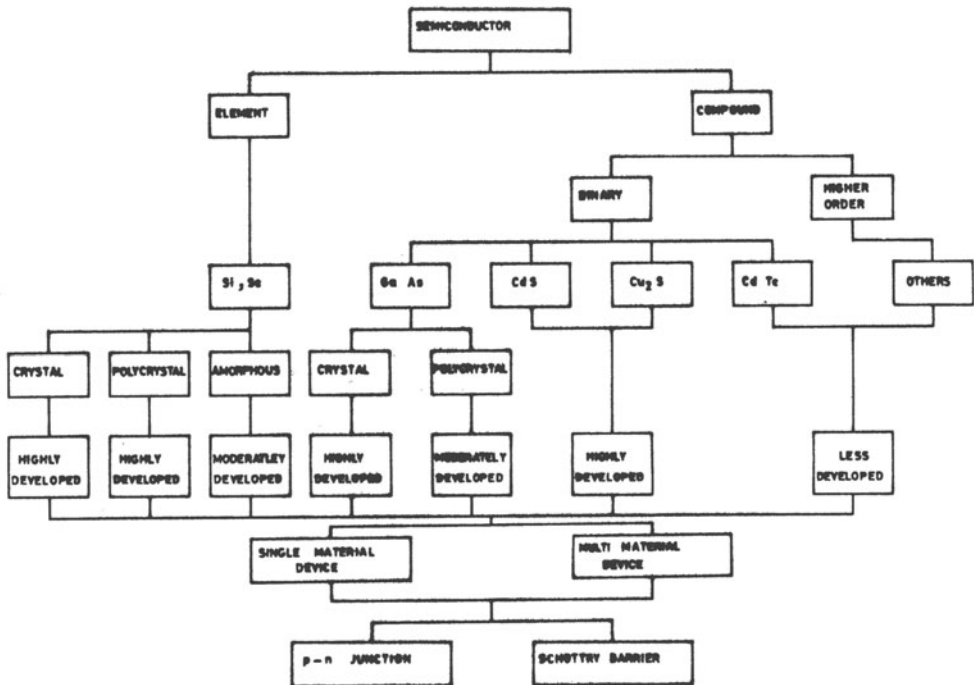 SEMICONDUCTOR
ELEMENT
COMPOUND
BINARY
HIGHER
ORDER
Si, Se
Ga As
CdS
Cu₂ S
Cd Te
OTHERS
CRYSTAL
POLYCRYSTAL
AMORPHOUS
CRYSTAL
POLYCRYSTAL
HIGHLY
DEVELOPED
HIGHLY
DEVELOPED
MODERATLEY
DEVELOPED
HIGHLY
DEVELOPED
MODERATELY
DEVELOPED
HIGHLY
DEVELOPED
LESS
DEVELOPED
SINGLE MATERIAL
DEVICE
MULTI MATERIAL
DEVICE
p-n JUNCTION
SCHOTTRY BARRIER